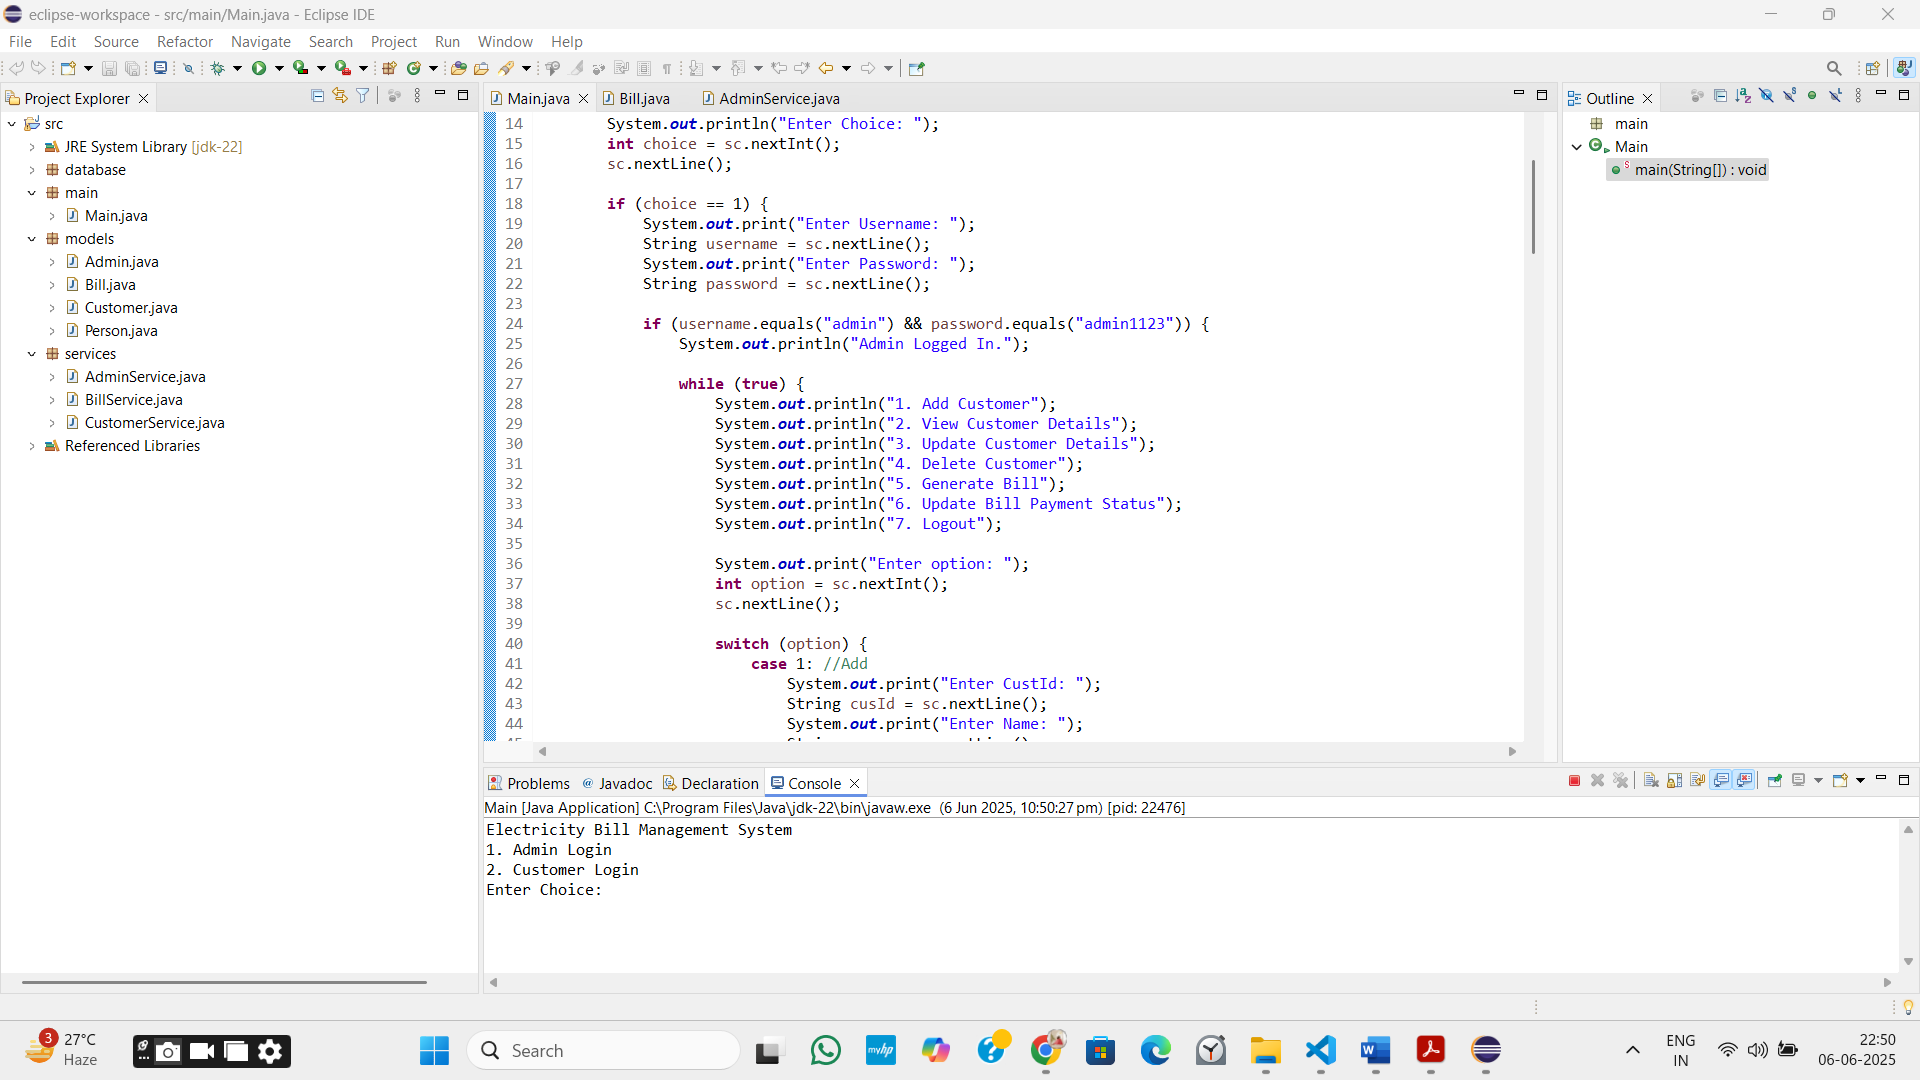 eclipse-workspace - src/main/Main.java - Eclipse IDE
File Edit Source Refactor Navigate Search Project Run Window Help
Project Explorer
src
JRE System Library [jdk-22]
database
main
Main.java
models
Admin.java
Bill.java
Customer.java
Person.java
services
AdminService.java
BillService.java
CustomerService.java
Referenced Libraries
Main.java Bill.java AdminService.java
14 System.out.println("Enter Choice: ");
15 int choice = sc.nextInt();
16 sc.nextLine();
17
18 if (choice == 1) {
19 System.out.print("Enter Username: ");
20 String username = sc.nextLine();
21 System.out.print("Enter Password: ");
22 String password = sc.nextLine();
23
24 if (username.equals("admin") && password.equals("admin1123")) {
25 System.out.println("Admin Logged In.");
26
27 while (true) {
28 System.out.println("1. Add Customer");
29 System.out.println("2. View Customer Details");
30 System.out.println("3. Update Customer Details");
31 System.out.println("4. Delete Customer");
32 System.out.println("5. Generate Bill");
33 System.out.println("6. Update Bill Payment Status");
34 System.out.println("7. Logout");
35
36 System.out.print("Enter option: ");
37 int option = sc.nextInt();
38 sc.nextLine();
39
40 switch (option) {
41 case 1: //Add
42 System.out.print("Enter CustId: ");
43 String cusId = sc.nextLine();
44 System.out.print("Enter Name: ");
Outline
main
Main
main(String[]) : void
Problems @ Javadoc Declaration Console
Main [Java Application] C:\Program Files\Java\jdk-22\bin\javaw.exe (6 Jun 2025, 10:50:27 pm) [pid: 22476]
Electricity Bill Management System
1. Admin Login
2. Customer Login
Enter Choice:
3
27°C
Haze
Search
myhp
ENG
IN
22:50
06-06-2025